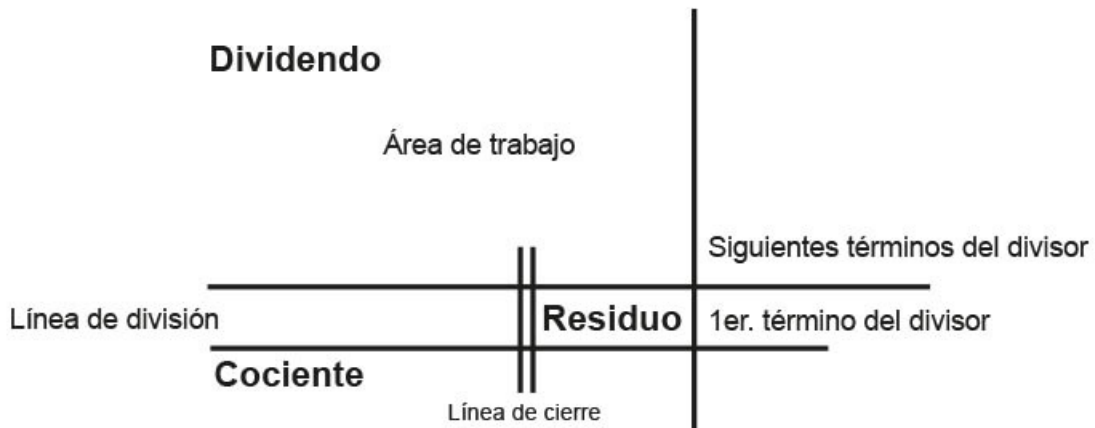 Dividendo
Área de trabajo
Siguientes términos del divisor
Línea de división
Residuo
1er. término del divisor
Cociente
Línea de cierre